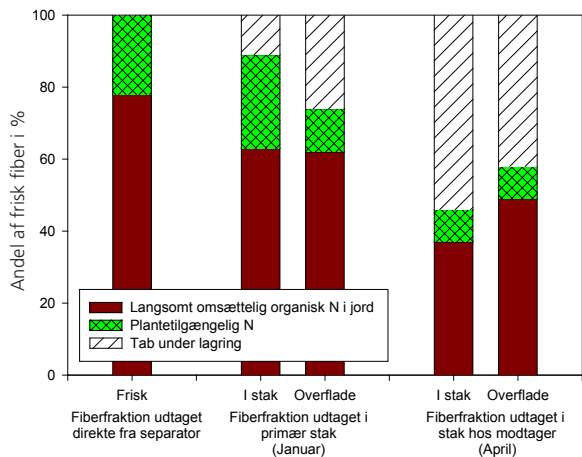 100
80
60
40
20
0
Andel af frisk fiber i %
Langsomt omsættelig organisk N i jord
Plantetilgængelig N
Tab under lagring
Frisk
I stak
Overflade
I stak
Overflade
Fiberfraktion udtaget
direkte fra separator
Fiberfraktion udtaget i
primær stak
(Januar)
Fiberfraktion udtaget i
stak hos modtager
(April)